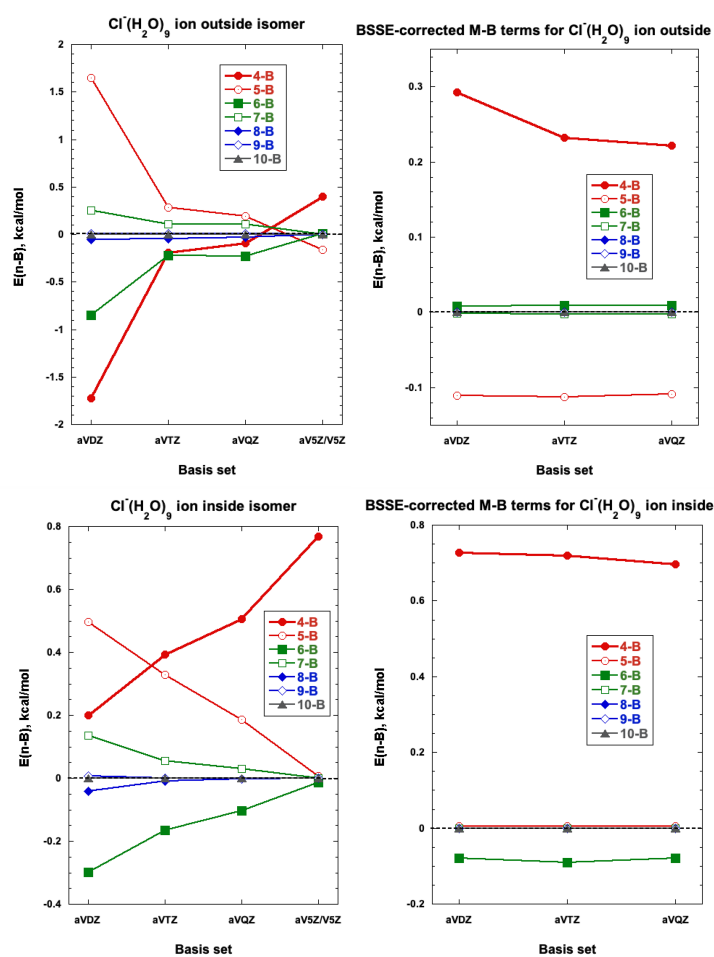 Cl⁻(H₂O)₉ ion outside isomer
2
1.5
1
0.5
0
-0.5
-1
-1.5
-2
E(n-B), kcal/mol
4-B
5-B
6-B
7-B
8-B
9-B
10-B
aVDZ aVTZ aVQZ aV5Z/V5Z
Basis set
BSSE-corrected M-B terms for Cl⁻(H₂O)₉ ion outside
0.3
0.2
0.1
0
-0.1
E(n-B), kcal/mol
4-B
5-B
6-B
7-B
8-B
9-B
10-B
aVDZ aVTZ aVQZ
Basis set
Cl⁻(H₂O)₉ ion inside isomer
0.8
0.6
0.4
0.2
0
-0.2
-0.4
E(n-B), kcal/mol
4-B
5-B
6-B
7-B
8-B
9-B
10-B
aVDZ aVTZ aVQZ aV5Z/V5Z
Basis set
BSSE-corrected M-B terms for Cl⁻(H₂O)₉ ion inside
0.8
0.6
0.4
0.2
0
-0.2
E(n-B), kcal/mol
4-B
5-B
6-B
7-B
8-B
9-B
10-B
aVDZ aVTZ aVQZ
Basis set